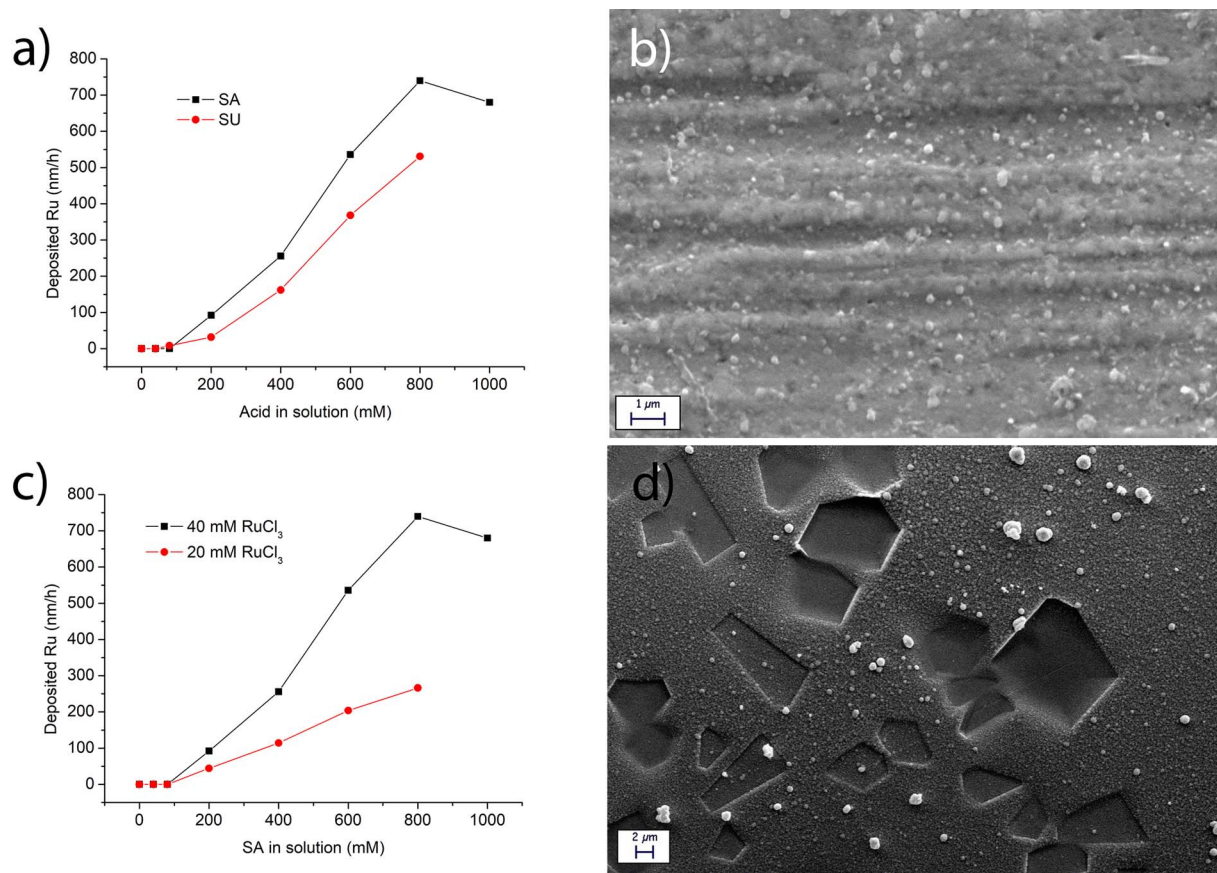 a)
800
700
600
500
400
300
200
100
0
Deposited Ru (nm/h)
SA
SU
0 200 400 600 800 1000
Acid in solution (mM)
b)
1 µm
c)
800
700
600
500
400
300
200
100
0
Deposited Ru (nm/h)
40 mM RuCl₃
20 mM RuCl₃
0 200 400 600 800 1000
SA in solution (mM)
d)
2 µm